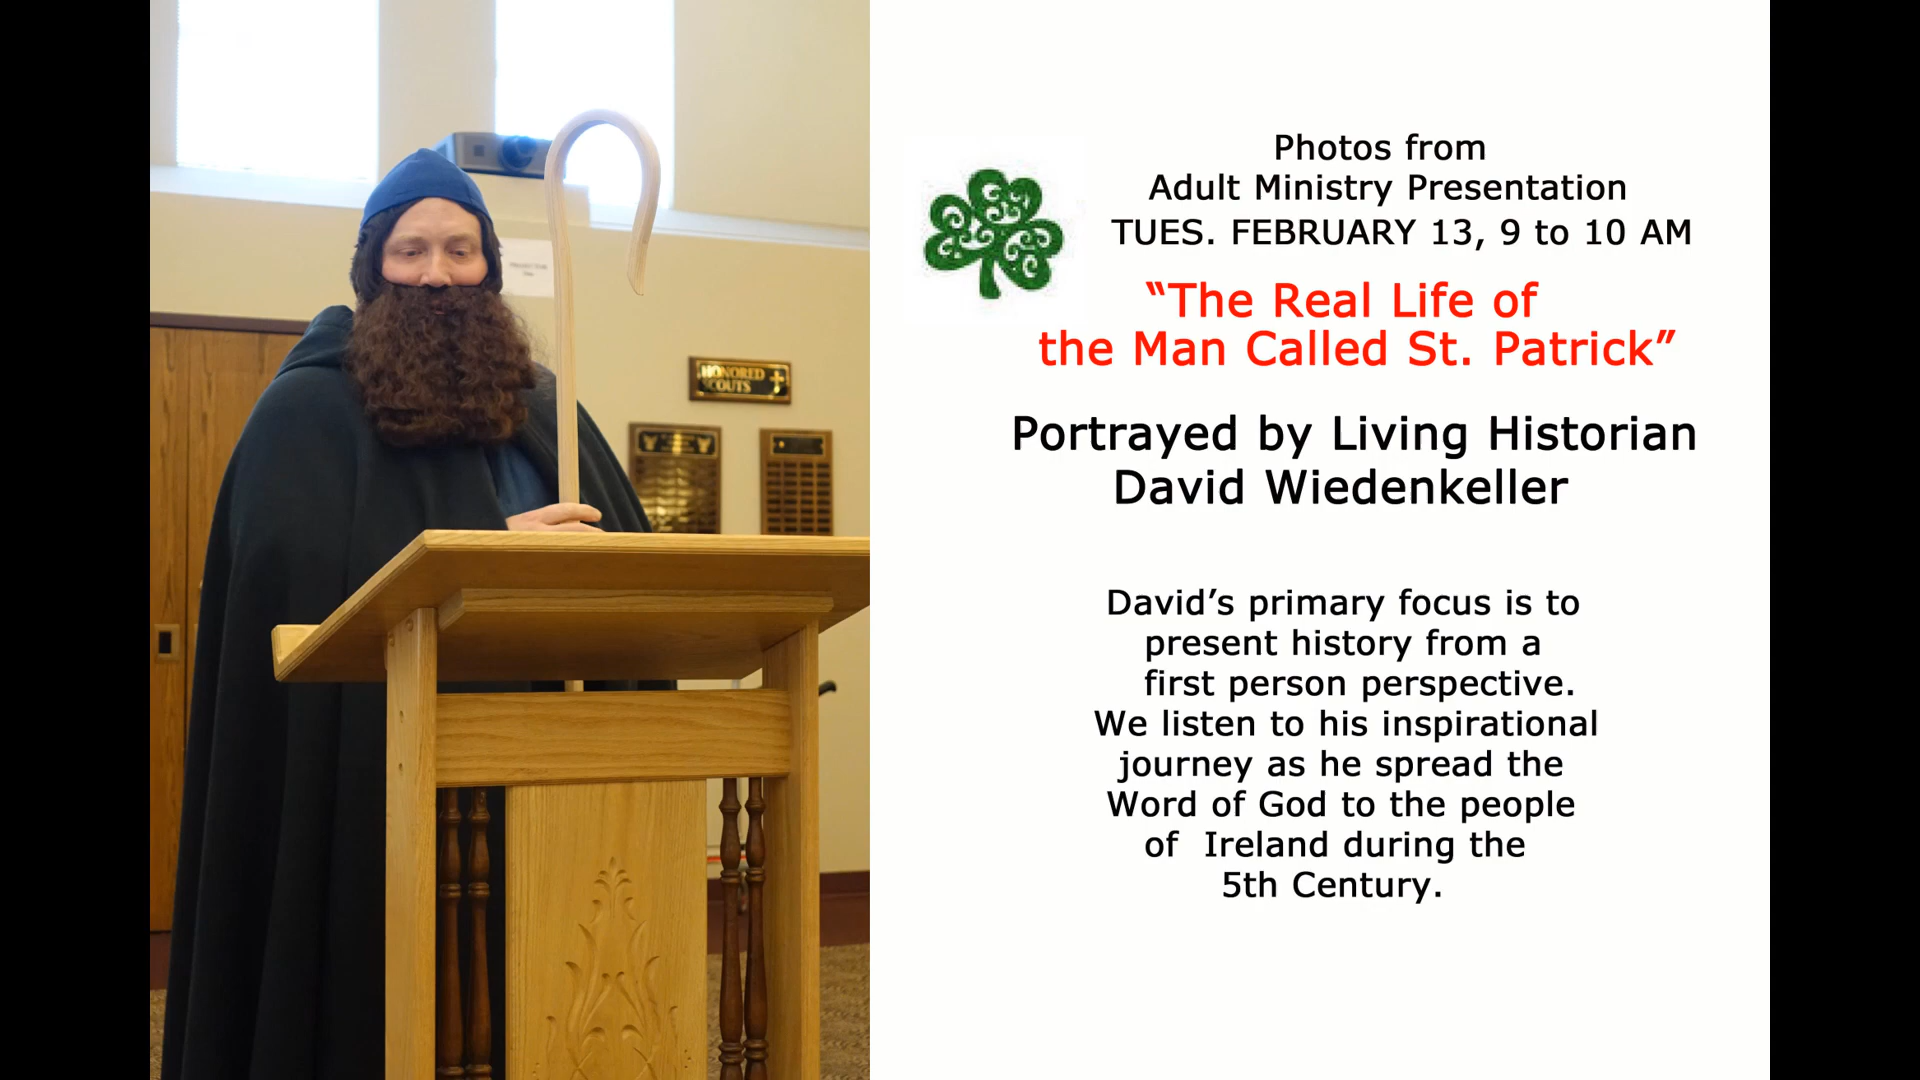 HONORED
SCOUTS
Photos from
Adult Ministry Presentation
TUES. FEBRUARY 13, 9 to 10 AM
“The Real Life of
the Man Called St. Patrick”
Portrayed by Living Historian
David Wiedenkeller
David’s primary focus is to
present history from a
first person perspective.
We listen to his inspirational
journey as he spread the
Word of God to the people
of  Ireland during the
5th Century.